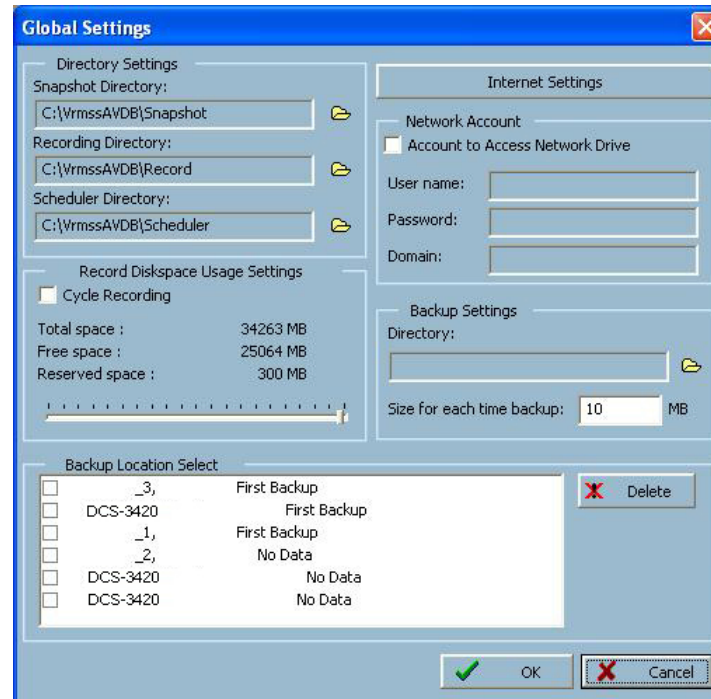 Global Settings
Directory Settings
Snapshot Directory:
C:\VrmssAVDB\Snapshot
Recording Directory:
C:\VrmssAVDB\Record
Scheduler Directory:
C:\VrmssAVDB\Scheduler
Record Diskspace Usage Settings
Cycle Recording
Total space : 34263 MB
Free space : 25064 MB
Reserved space : 300 MB
Internet Settings
Network Account
Account to Access Network Drive
User name:
Password:
Domain:
Backup Settings
Directory:
Size for each time backup: 10 MB
Backup Location Select
_3, First Backup
DCS-3420 First Backup
_1, First Backup
_2, No Data
DCS-3420 No Data
DCS-3420 No Data
Delete
OK
Cancel